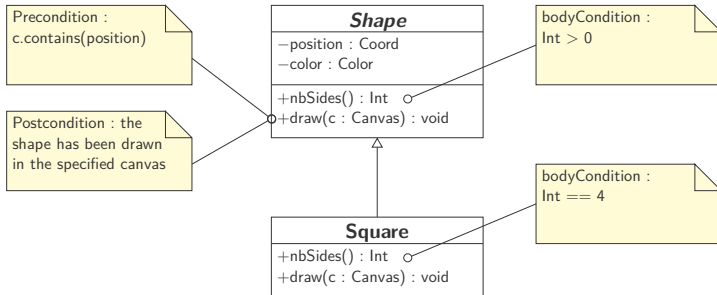 Precondition :
c.contains(position)
Postcondition : the
shape has been drawn
in the specified canvas
Shape
−position : Coord
−color : Color
+nbSides() : Int
+draw(c : Canvas) : void
bodyCondition :
Int > 0
bodyCondition :
Int == 4
Square
+nbSides() : Int
+draw(c : Canvas) : void